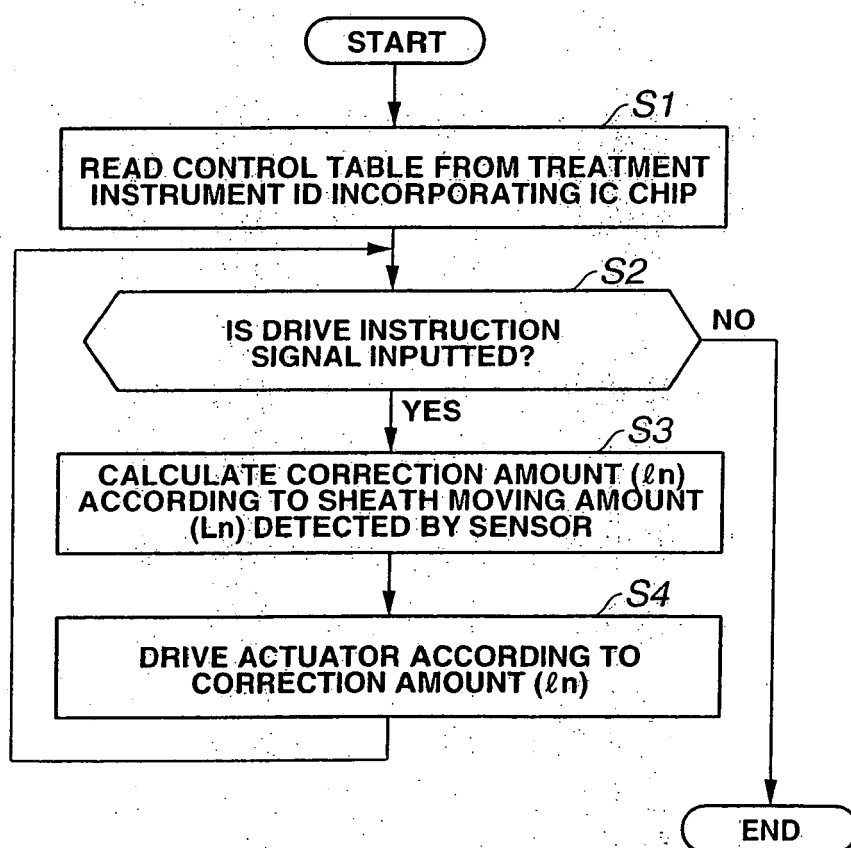 START
S1
READ CONTROL TABLE FROM TREATMENT
INSTRUMENT ID INCORPORATING IC CHIP
S2
IS DRIVE INSTRUCTION
SIGNAL INPUTTED?
NO
YES
S3
CALCULATE CORRECTION AMOUNT (ℓn)
ACCORDING TO SHEATH MOVING AMOUNT
(Ln) DETECTED BY SENSOR
S4
DRIVE ACTUATOR ACCORDING TO
CORRECTION AMOUNT (ℓn)
END